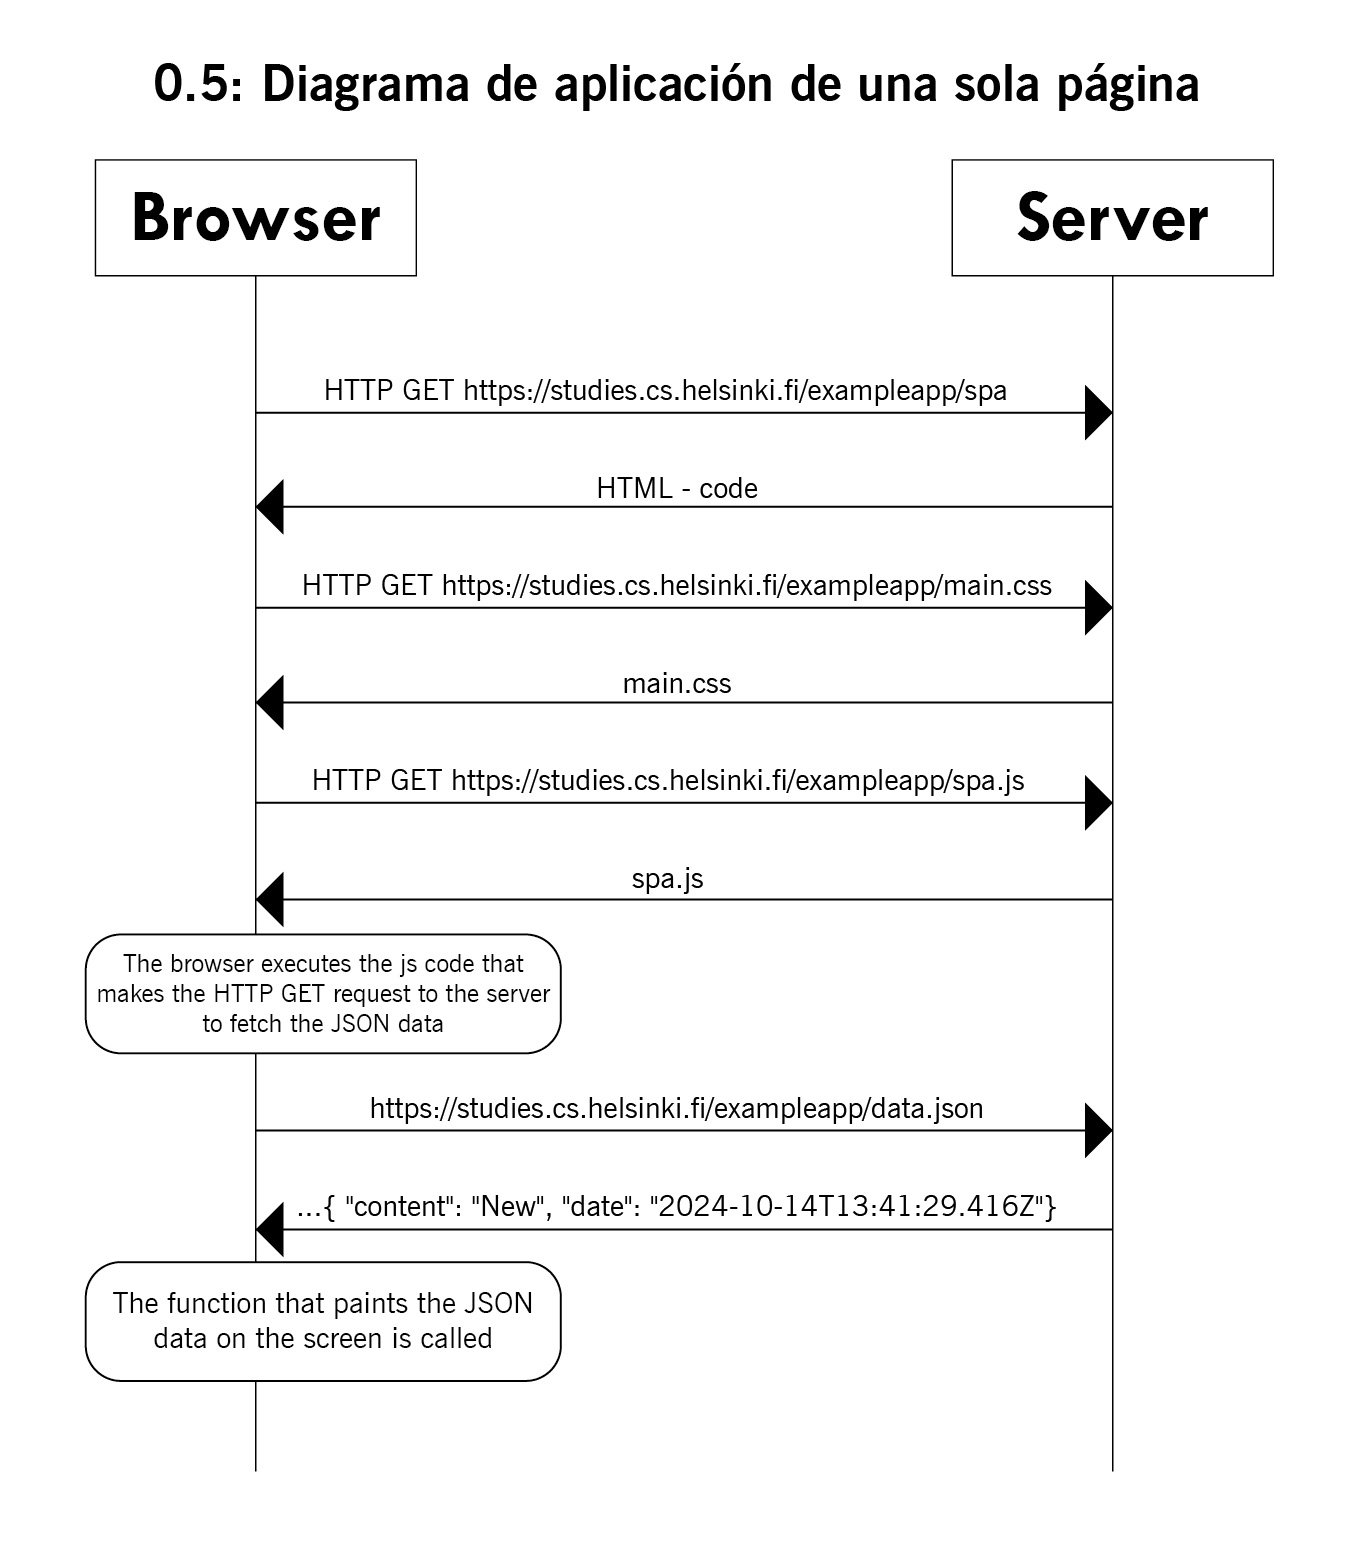 0.5: Diagrama de aplicación de una sola página
Browser
Server
HTTP GET https://studies.cs.helsinki.fi/exampleapp/spa
HTML - code
HTTP GET https://studies.cs.helsinki.fi/exampleapp/main.css
main.css
HTTP GET https://studies.cs.helsinki.fi/exampleapp/spa.js
spa.js
The browser executes the js code that
makes the HTTP GET request to the server
to fetch the JSON data
https://studies.cs.helsinki.fi/exampleapp/data.json
...{ "content": "New", "date": "2024-10-14T13:41:29.416Z"}
The function that paints the JSON
data on the screen is called